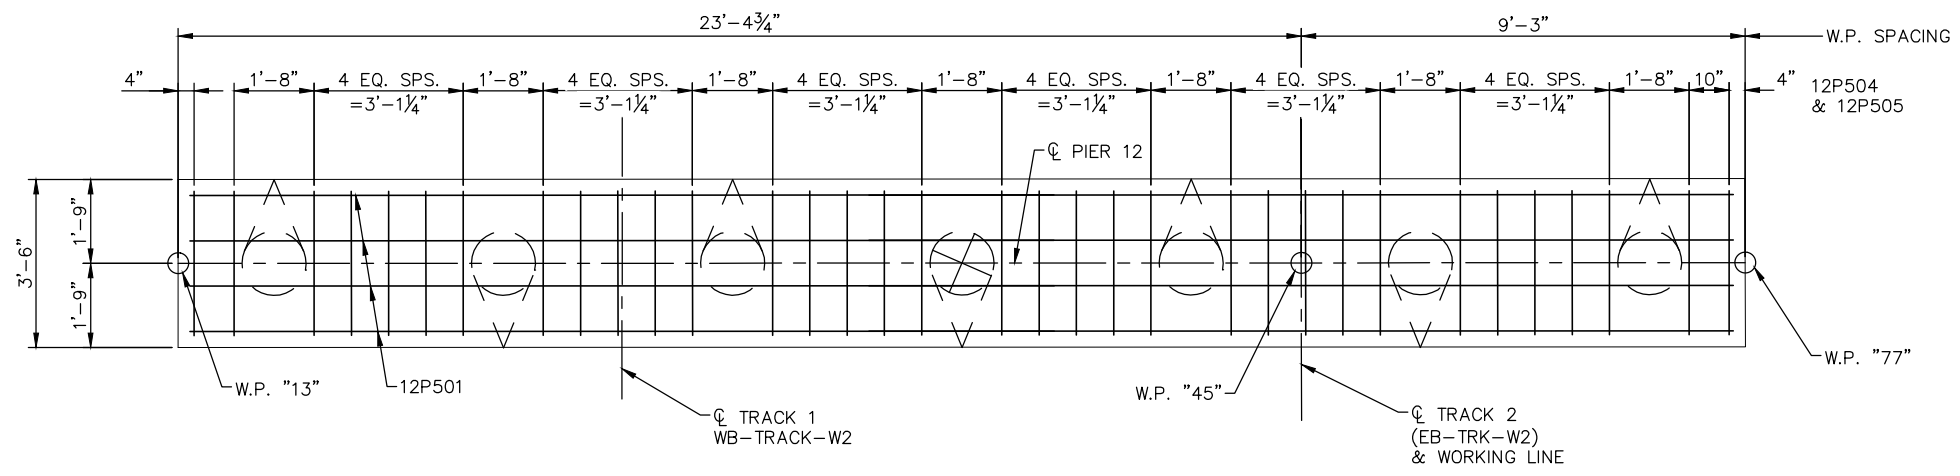 23'-4¾" 9'-3" W.P. SPACING
4" 1'-8" 4 EQ. SPS. 1'-8" 4 EQ. SPS. 1'-8" 4 EQ. SPS. 1'-8" 4 EQ. SPS. 1'-8" 4 EQ. SPS. 1'-8" 4 EQ. SPS. 1'-8" 10" 4" 12P504
=3'-1¼" =3'-1¼" =3'-1¼" =3'-1¼" =3'-1¼" =3'-1¼" & 12P505
℄ PIER 12
3'-6"
1'-9"
1'-9"
W.P. "13"
12P501
W.P. "45"
W.P. "77"
℄ TRACK 1
WB-TRACK-W2
℄ TRACK 2
(EB-TRK-W2)
& WORKING LINE